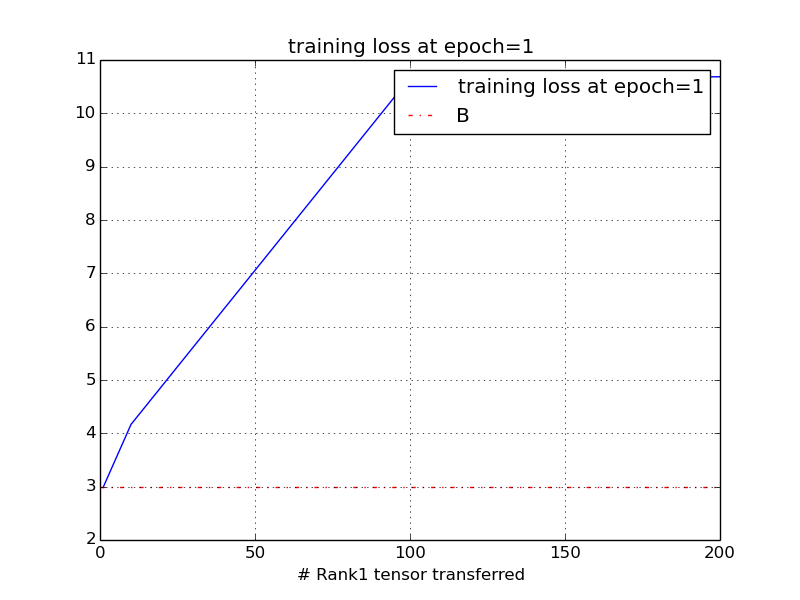 training loss at epoch=1
11
10
9
8
7
6
5
4
3
2
training loss at epoch=1
B
0 50 100 150 200
# Rank1 tensor transferred